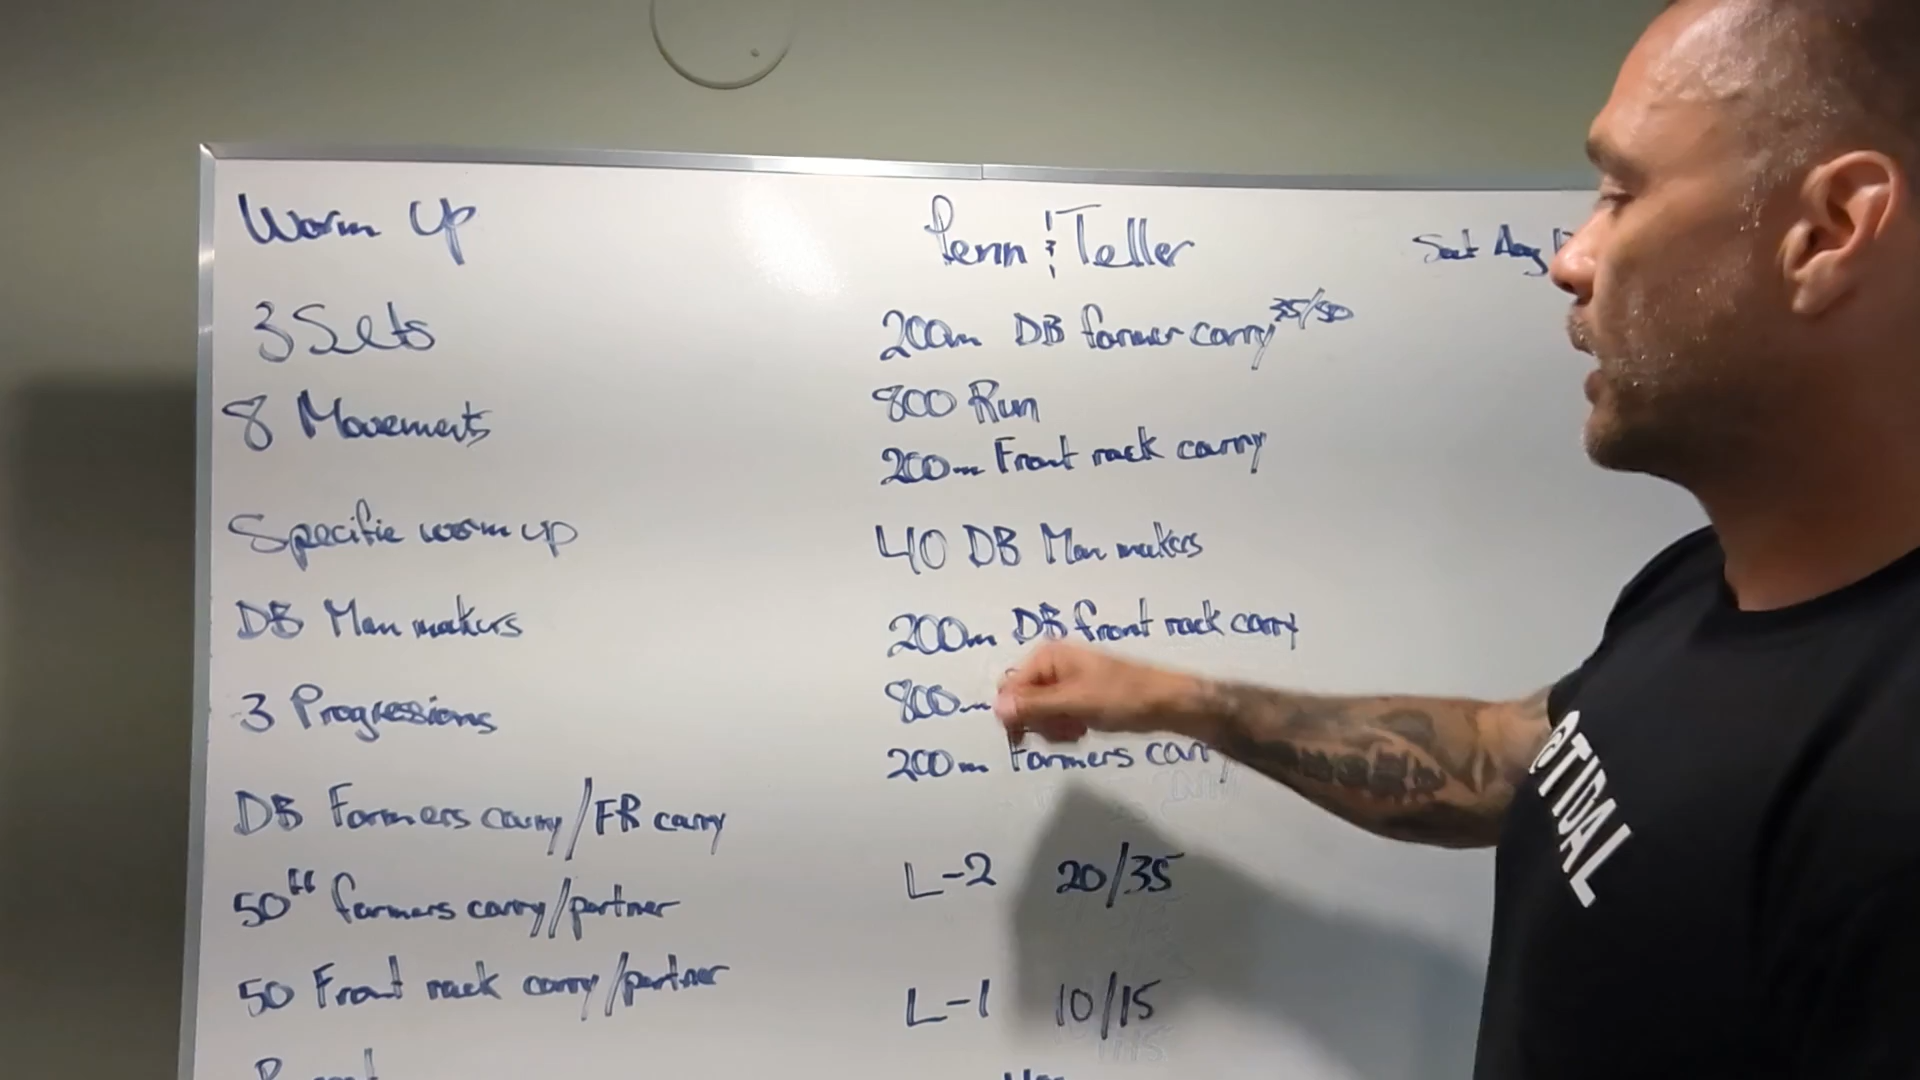 Warm Up
3 Sets
8 Movements
Specific warm up
DB Man makers
3 Progressions
DB Farmers carry/FR carry
50" farmers carry/partner
50 Front rack carry/partner
Penn & Teller
200m DB farmer carry 35/50
800 Run
200m Front rack carry
40 DB Man makers
200m DB front rack carry
800m
200m Farmers carry
L-2 20/35
L-1 10/15
Sat Aug
@TIDAL